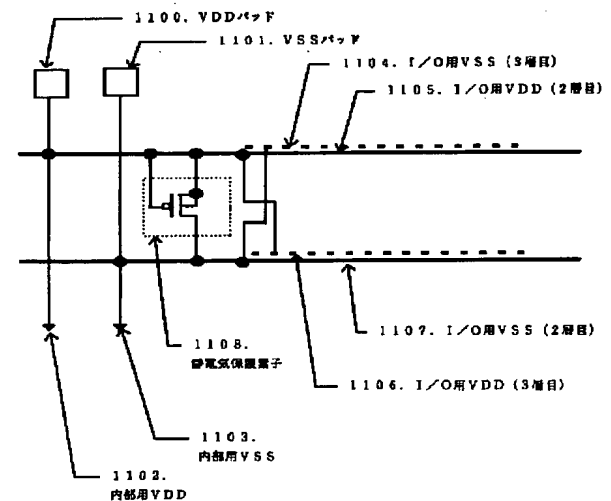 1100. VDDパッド
1101. VSSパッド
1104. I/O用VSS (3層目)
1105. I/O用VDD (2層目)
1107. I/O用VSS (2層目)
1108.
静電気保護素子
1106. I/O用VDD (3層目)
1103.
内部用VSS
1102.
内部用VDD